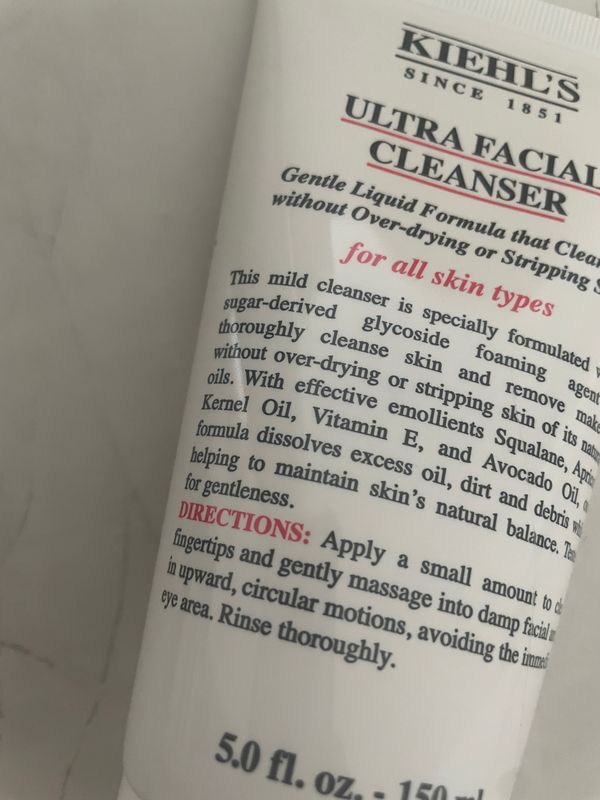 KIEHL'S
SINCE 1851
ULTRA FACIAL
CLEANSER
Gentle Liquid Formula that
without Over-drying or Stripping
for all skin types
This mild cleanser is specially formulated
sugar-derived glycoside foaming agent
thoroughly cleanse skin and remove
without over-drying or stripping skin of its
oils. With effective emollients Squalane,
Kernel Oil, Vitamin E, and Avocado Oil,
formula dissolves excess oil, dirt and debris
helping to maintain skin's natural balance.
for gentleness.
DIRECTIONS: Apply a small amount to
fingertips and gently massage into damp facial
in upward, circular motions, avoiding the
eye area. Rinse thoroughly.
5.0 fl. oz. - 150 ml